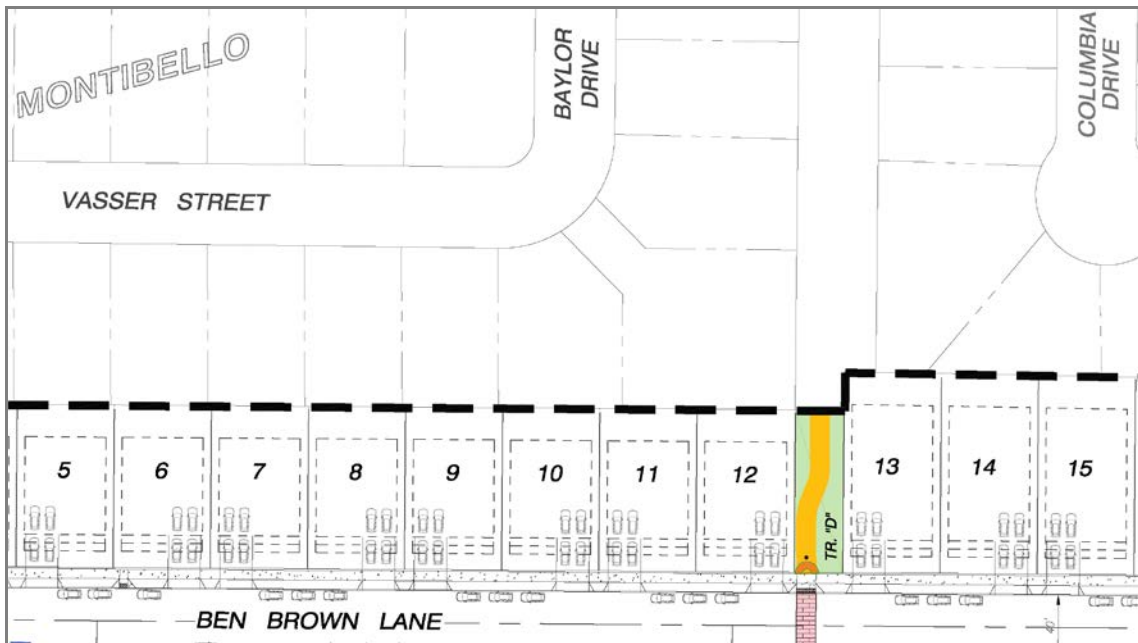 MONTIBELLO
BAYLOR
DRIVE
COLUMBIA
DRIVE
VASSER STREET
5
6
7
8
9
10
11
12
TR. "D"
13
14
15
BEN BROWN LANE
40'